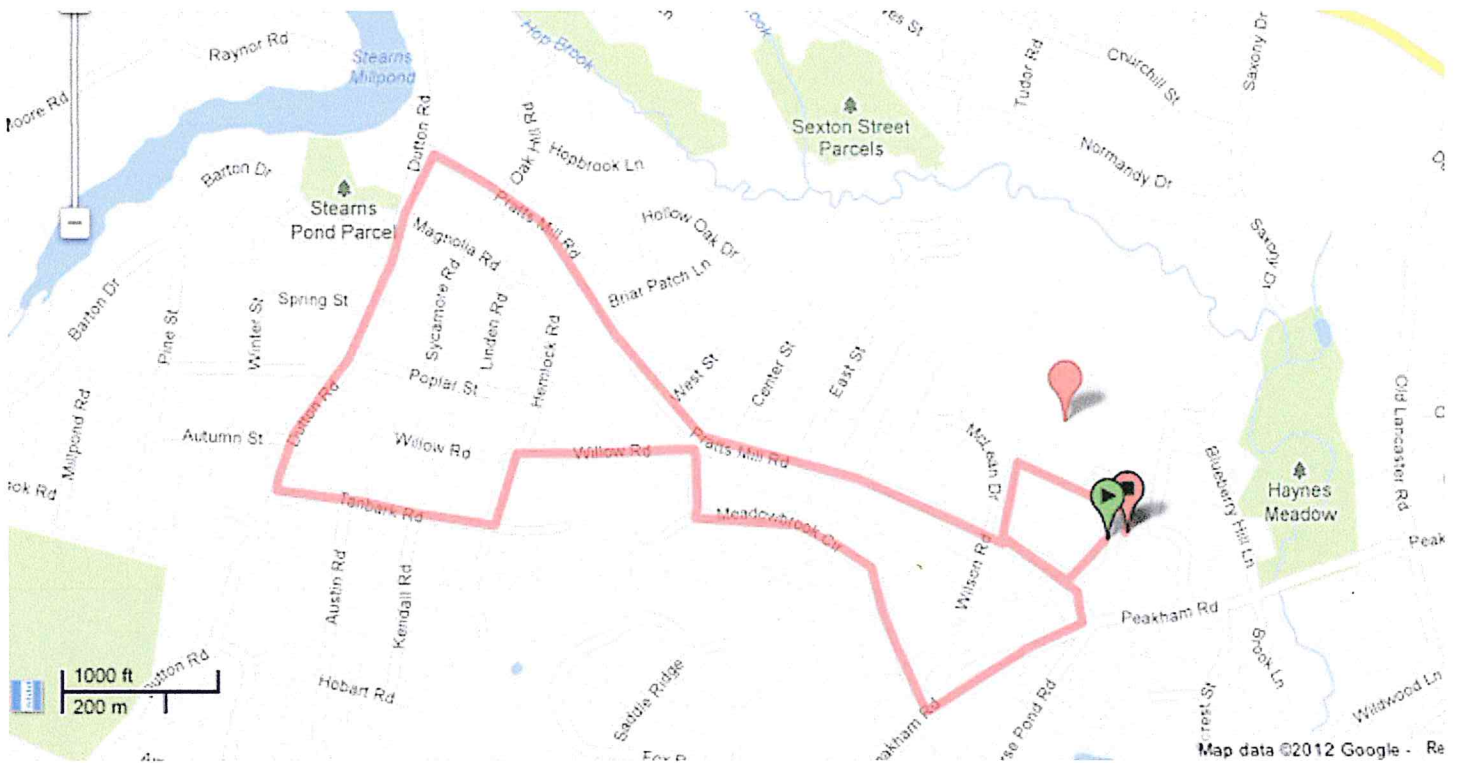 Raynor Rd
Stearns
Millpond
Hop Brook
Tudor Rd
Churchill St
Saxony Dr
Moore Rd
Dutton Rd
Oak Hill Rd
Hopbrook Ln
Sexton Street
Parcels
Normandy Dr
Barton Dr
Stearns
Pond Parcel
Pratts Mill Rd
Hollow Oak Dr
Magnolia Rd
Saxony Dr
Barton Dr
Spring St
Sycamore Rd
Linden Rd
Briar Patch Ln
Pine St
Winter St
Hemlock Rd
Poplar St
West St
Center St
East St
Millpond Rd
Dutton Rd
Autumn St
Willow Rd
Willow Rd
Pratts Mill Rd
McLean Dr
Blueberry Hill Ln
Old Lancaster Rd
Haynes
Meadow
Tanbark Rd
Meadowbrook Cir
Wilson Rd
Peakham Rd
Austin Rd
Kendall Rd
Brook Ln
1000 ft
200 m
Hobart Rd
Saddle Ridge
Wildwood Ln
Map data ©2012 Google -